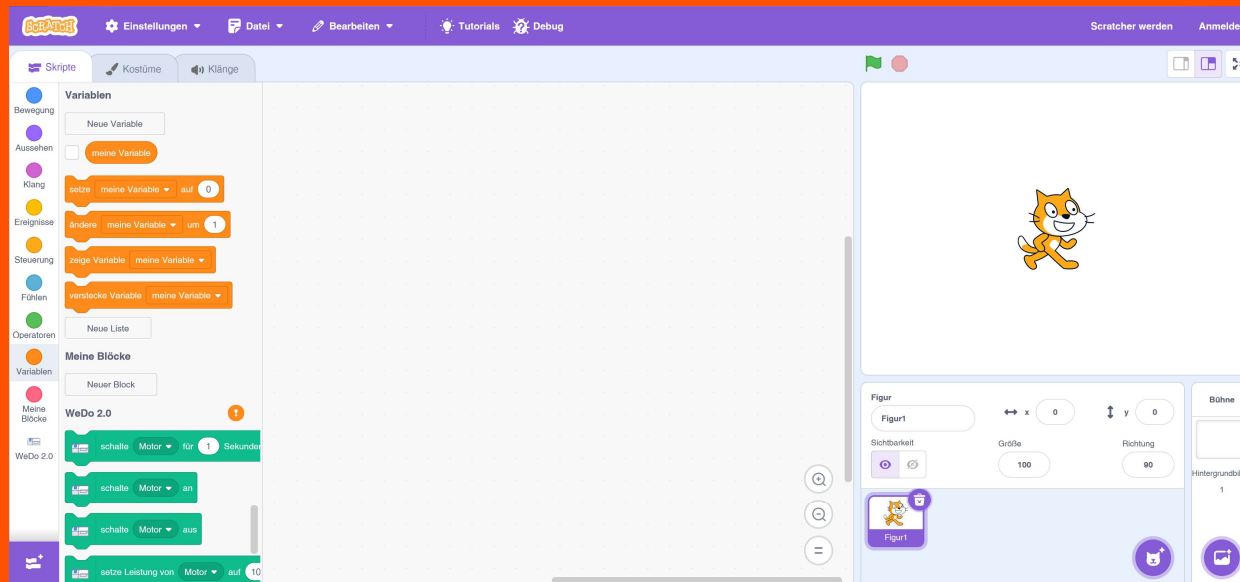 SCRATCH
Einstellungen
Datei
Bearbeiten
Tutorials
Debug
Scratcher werden
Anmelde
Skripte
Kostüme
Klänge
Bewegung
Aussehen
Klang
Ereignisse
Steuerung
Fühlen
Operatoren
Variablen
Meine
Blöcke
WeDo 2.0
Variablen
Neue Variable
meine Variable
setze meine Variable auf 0
ändere meine Variable um 1
zeige Variable meine Variable
verstecke Variable meine Variable
Neue Liste
Meine Blöcke
Neuer Block
WeDo 2.0
schalte Motor für 1 Sekunden
schalte Motor an
schalte Motor aus
setze Leistung von Motor auf 10
Figur
Figur1
x 0
y 0
Sichtbarkeit
Größe
100
Richtung
90
Figur1
Bühne
Hintergrundbil
1